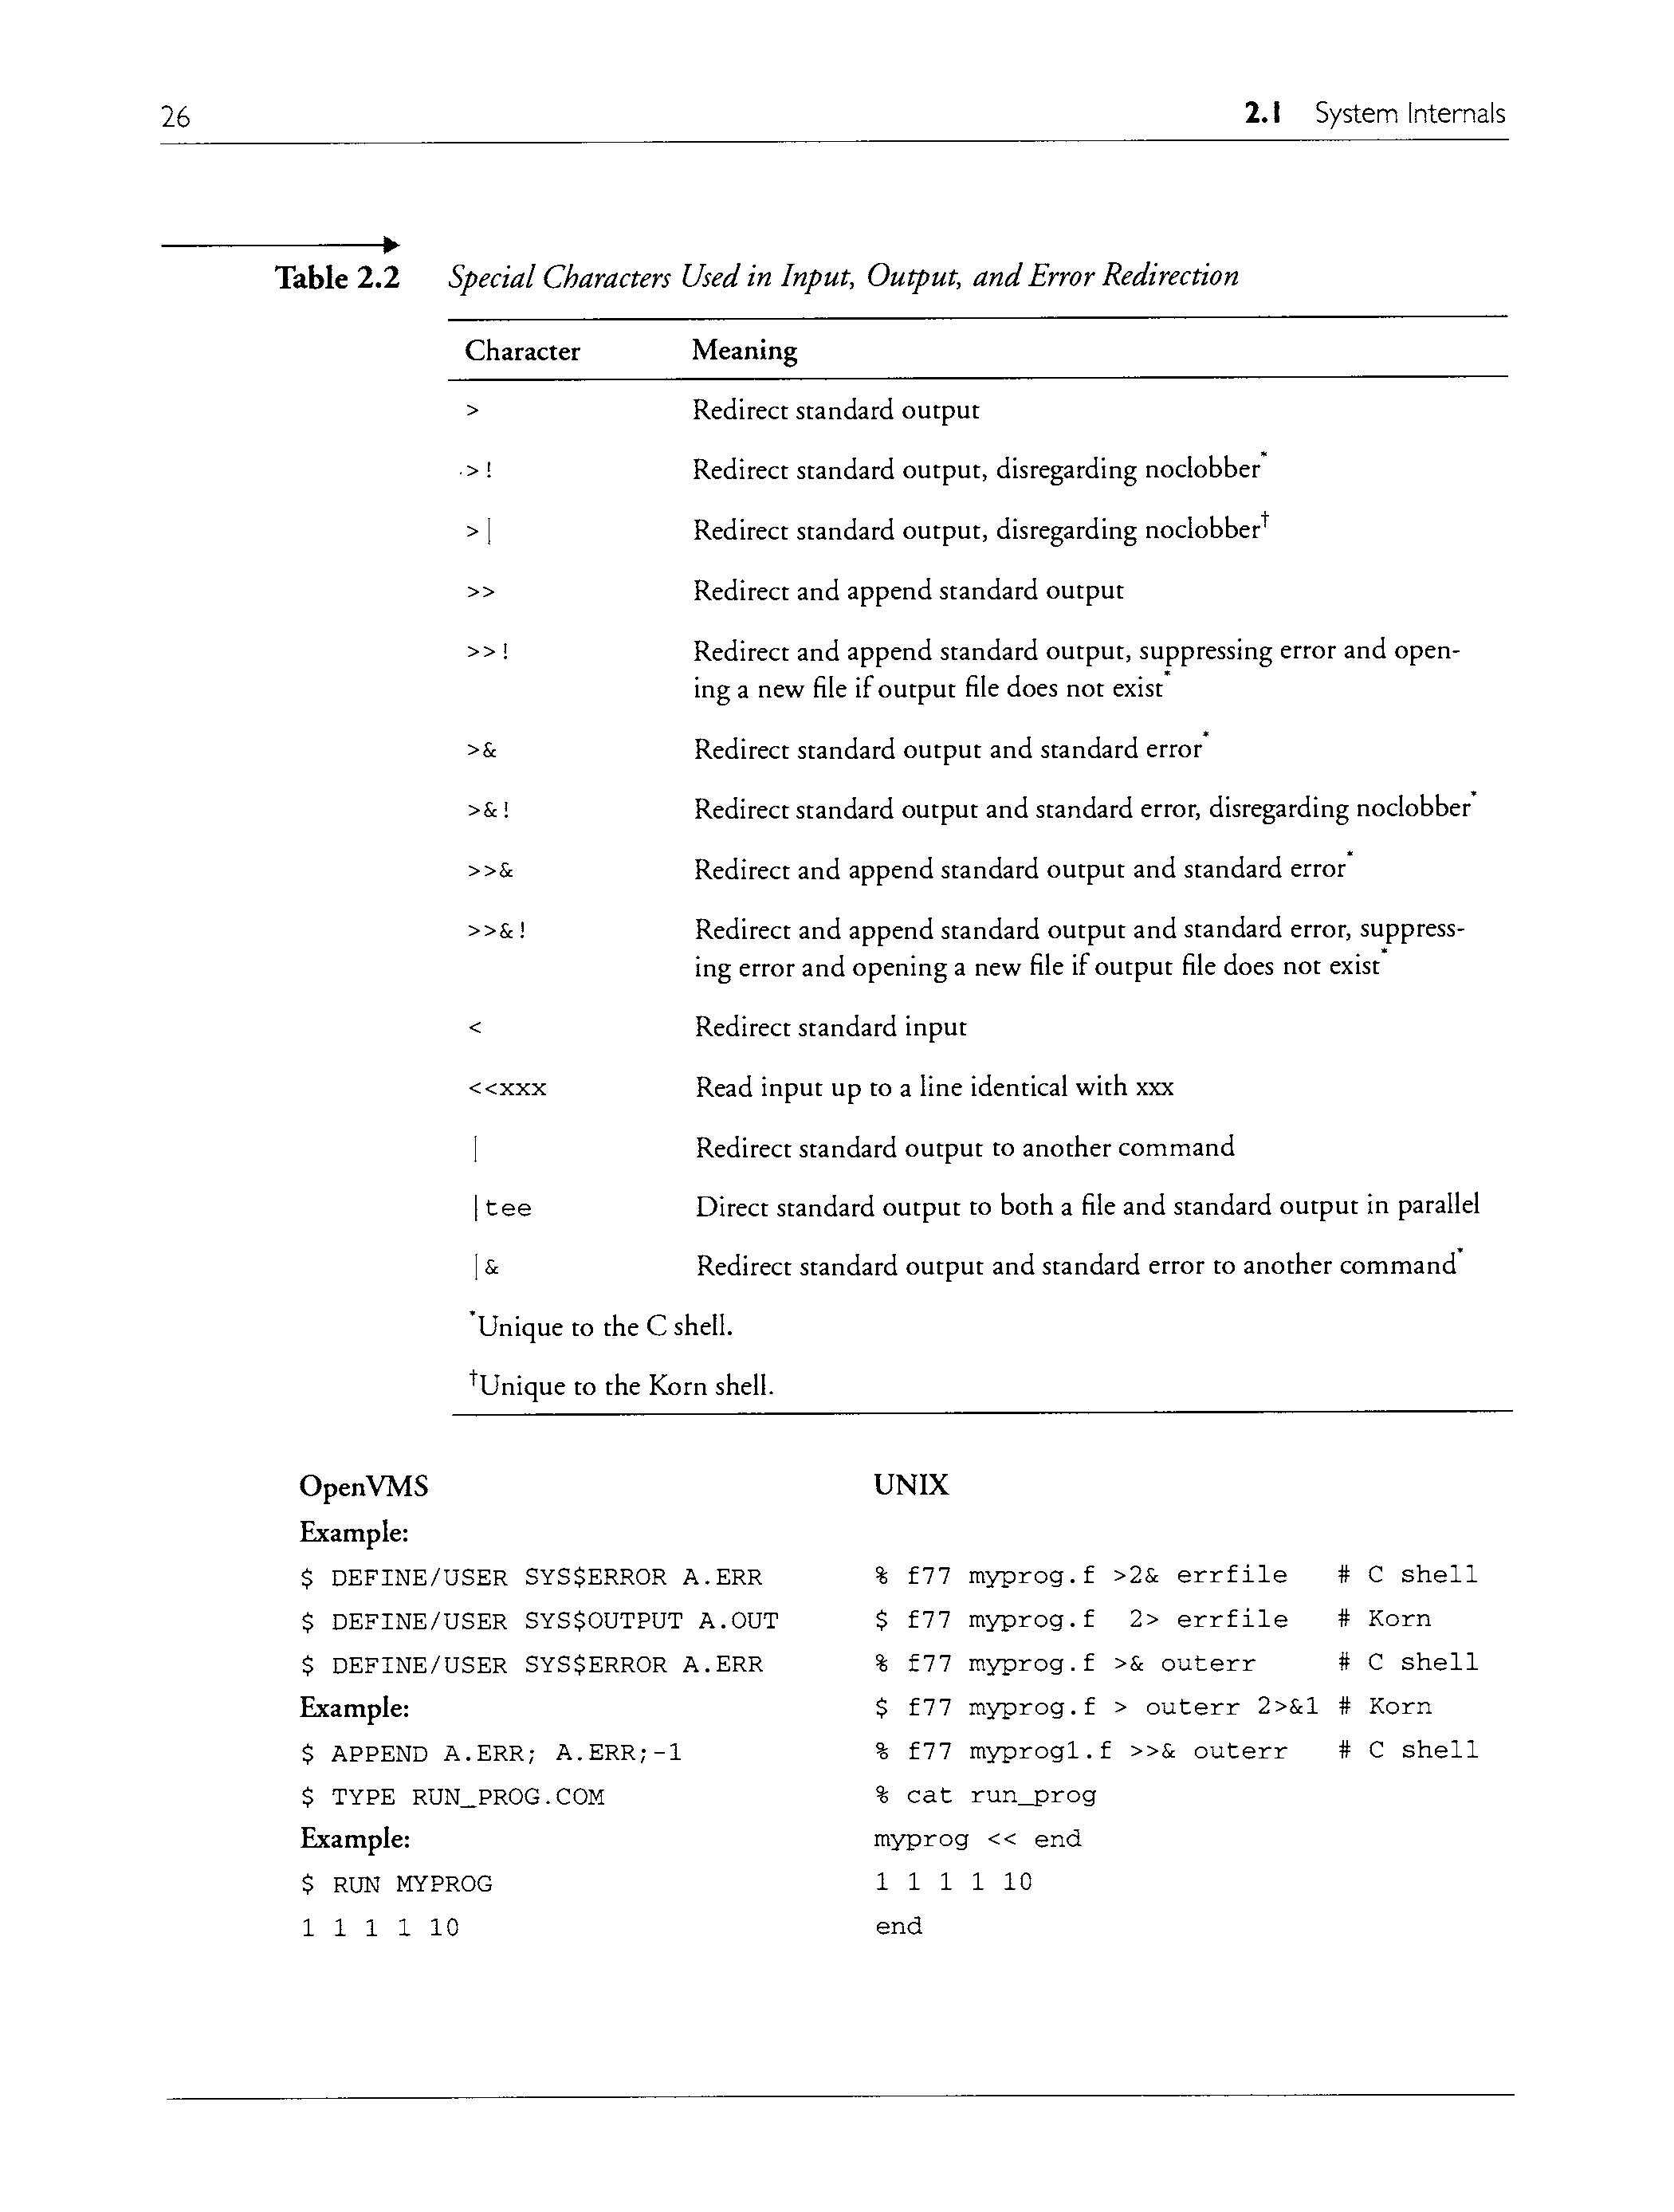 26
2.1 System Internals
Table 2.2 Special Characters Used in Input, Output, and Error Redirection
Character Meaning
> Redirect standard output
>! Redirect standard output, disregarding noclobber*
>| Redirect standard output, disregarding noclobber†
>> Redirect and append standard output
>>! Redirect and append standard output, suppressing error and open-
ing a new file if output file does not exist*
>& Redirect standard output and standard error*
>&! Redirect standard output and standard error, disregarding noclobber*
>>& Redirect and append standard output and standard error*
>>&! Redirect and append standard output and standard error, suppress-
ing error and opening a new file if output file does not exist*
< Redirect standard input
<<xxx Read input up to a line identical with xxx
| Redirect standard output to another command
|tee Direct standard output to both a file and standard output in parallel
|& Redirect standard output and standard error to another command*
*Unique to the C shell.
†Unique to the Korn shell.
OpenVMS UNIX
Example:
$ DEFINE/USER SYS$ERROR A.ERR % f77 myprog.f >2& errfile # C shell
$ DEFINE/USER SYS$OUTPUT A.OUT $ f77 myprog.f 2> errfile # Korn
$ DEFINE/USER SYS$ERROR A.ERR % f77 myprog.f >& outerr # C shell
Example: $ f77 myprog.f > outerr 2>&1 # Korn
$ APPEND A.ERR; A.ERR;-1 % f77 myprog1.f >>& outerr # C shell
$ TYPE RUN_PROG.COM % cat run_prog
Example: myprog << end
$ RUN MYPROG 1 1 1 1 10
1 1 1 1 10 end